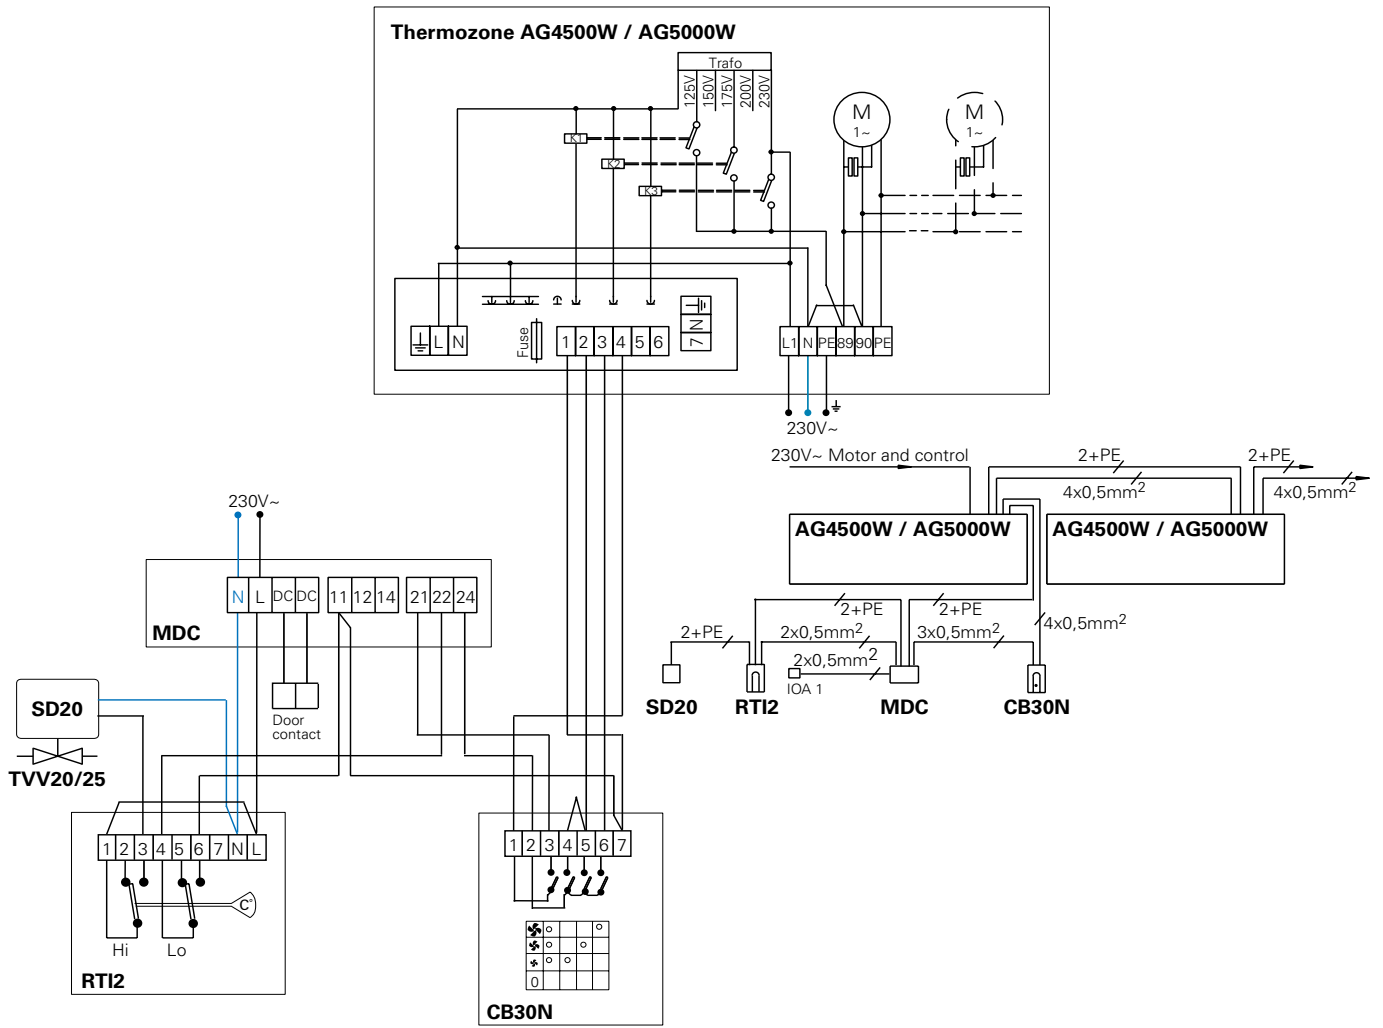 Thermozone AG4500W / AG5000W
Trafo
125V 150V 175V 200V 230V
M
1~
M
1~
K1
K2
K3
L N
Fuse
1 2 3 4 5 6
7 N
L1 N PE 89 90 PE
230V~
230V~ Motor and control
2+PE
2+PE
4x0,5mm2
4x0,5mm2
AG4500W / AG5000W
AG4500W / AG5000W
230V~
N L DC DC 11 12 14 21 22 24
MDC
2+PE
2+PE
4x0,5mm2
2+PE
2x0,5mm2
3x0,5mm2
2x0,5mm2
IOA 1
SD20
RTI2
MDC
CB30N
SD20
Door
contact
TVV20/25
1 2 3 4 5 6 7 N L
C°
Hi
Lo
RTI2
1 2 3 4 5 6 7
0
CB30N